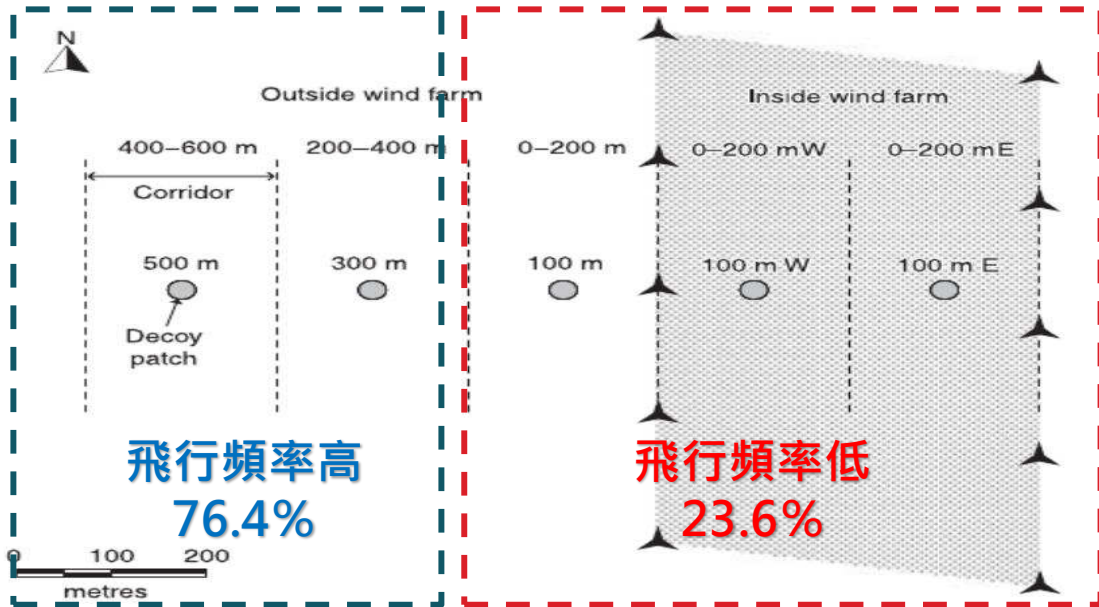 N
Outside wind farm
Inside wind farm
400–600 m
200–400 m
0–200 m
0–200 mW
0–200 mE
Corridor
500 m
300 m
100 m
100 m W
100 m E
Decoy
patch
飛行頻率高
76.4%
飛行頻率低
23.6%
0 100 200
metres